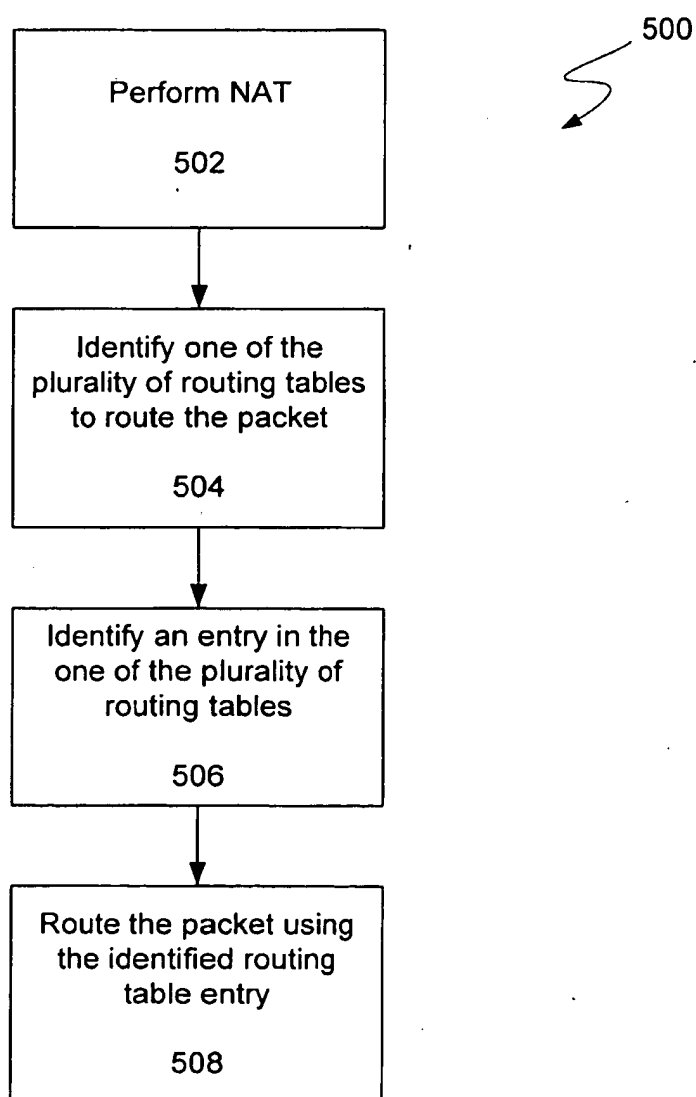 500
Perform NAT
502
Identify one of the
plurality of routing tables
to route the packet
504
Identify an entry in the
one of the plurality of
routing tables
506
Route the packet using
the identified routing
table entry
508